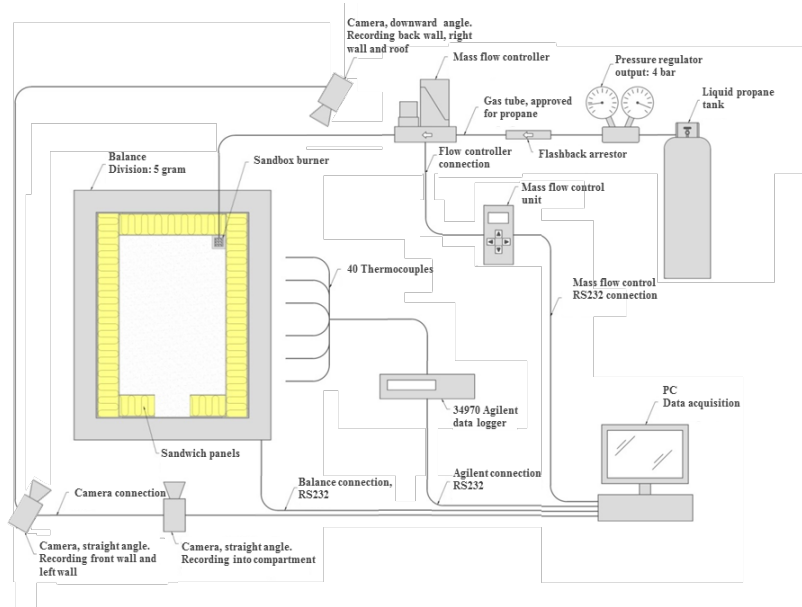 Camera, downward angle.
Recording back wall, right
wall and roof
Mass flow controller
Pressure regulator
output: 4 bar
Liquid propane
tank
Gas tube, approved
for propane
Balance
Division: 5 gram
Sandbox burner
Flow controller
connection
Flashback arrestor
Mass flow control
unit
40 Thermocouples
Mass flow control
RS232 connection
PC
Data acquisition
34970 Agilent
data logger
Sandwich panels
Camera connection
Balance connection,
RS232
Agilent connection
RS232
Camera, straight angle.
Recording front wall and
left wall
Camera, straight angle.
Recording into compartment